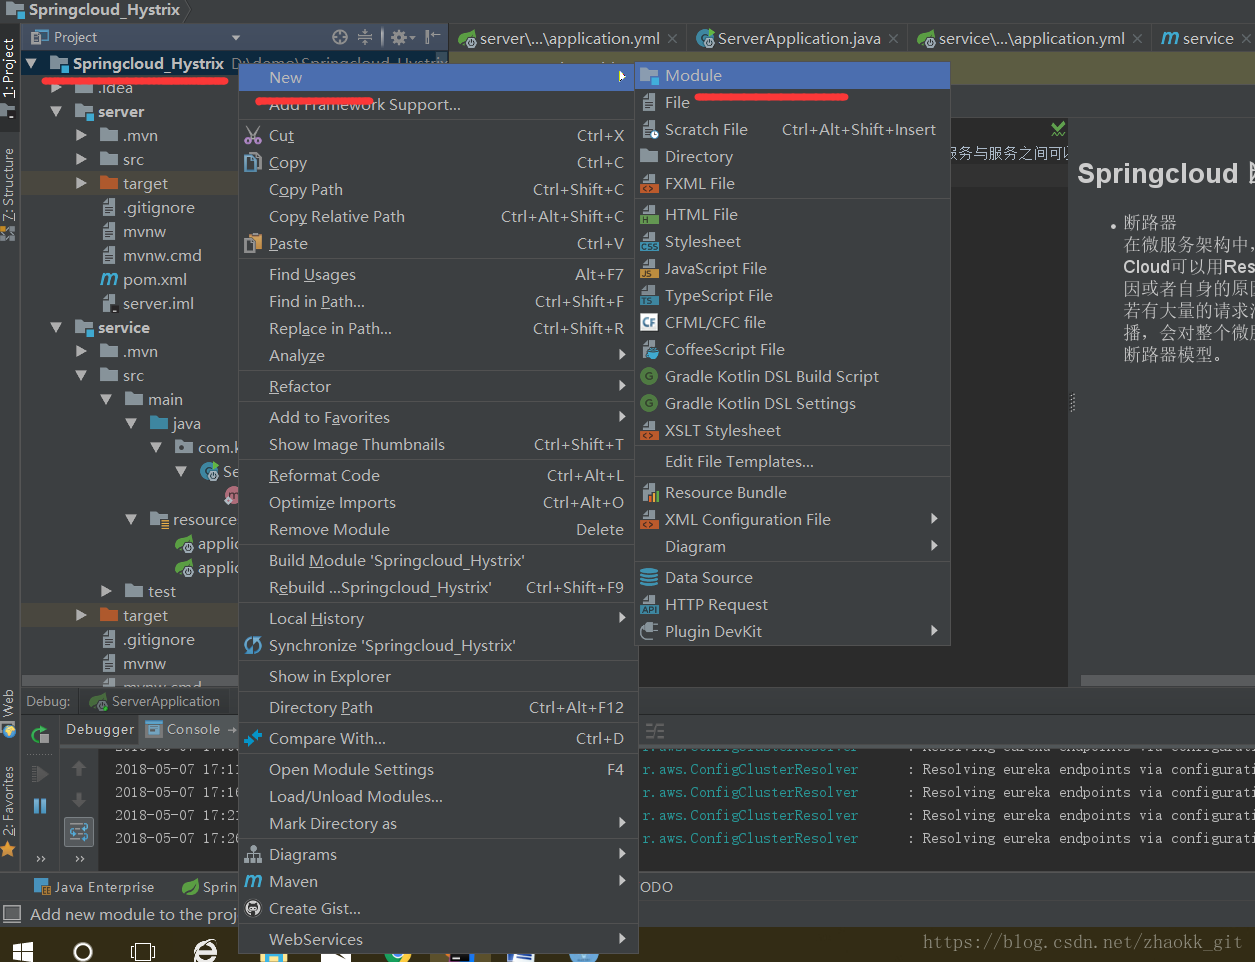 Springcloud_Hystrix
Project
server\...\application.yml
ServerApplication.java
service\...\application.yml
service
1: Project
Z: Structure
Web
2: Favorites
Springcloud_Hystrix
.idea
server
.mvn
src
target
.gitignore
mvnw
mvnw.cmd
pom.xml
server.iml
service
.mvn
src
main
java
com.k
Se
resource
applic
applic
test
target
.gitignore
mvnw
mvnw.cmd
New
Add Framework Support...
Cut Ctrl+X
Copy Ctrl+C
Copy Path Ctrl+Shift+C
Copy Relative Path Ctrl+Alt+Shift+C
Paste Ctrl+V
Find Usages Alt+F7
Find in Path... Ctrl+Shift+F
Replace in Path... Ctrl+Shift+R
Analyze
Refactor
Add to Favorites
Show Image Thumbnails Ctrl+Shift+T
Reformat Code Ctrl+Alt+L
Optimize Imports Ctrl+Alt+O
Remove Module Delete
Build Module 'Springcloud_Hystrix'
Rebuild ...Springcloud_Hystrix' Ctrl+Shift+F9
Local History
Synchronize 'Springcloud_Hystrix'
Show in Explorer
Directory Path Ctrl+Alt+F12
Compare With... Ctrl+D
Open Module Settings F4
Load/Unload Modules...
Mark Directory as
Diagrams
Maven
Create Gist...
WebServices
Module
File
Scratch File Ctrl+Alt+Shift+Insert
Directory
FXML File
HTML File
Stylesheet
JavaScript File
TypeScript File
CFML/CFC file
CoffeeScript File
Gradle Kotlin DSL Build Script
Gradle Kotlin DSL Settings
XSLT Stylesheet
Edit File Templates...
Resource Bundle
XML Configuration File
Diagram
Data Source
HTTP Request
Plugin DevKit
服务与服务之间可以
Springcloud 断
断路器
在微服务架构中，
Cloud可以用Res
因或者自身的原因
若有大量的请求涌
播，会对整个微服
断路器模型。
Debug: ServerApplication
Debugger Console
r.aws.ConfigClusterResolver : Resolving eureka endpoints via configurati
2018-05-07 17:11 r.aws.ConfigClusterResolver : Resolving eureka endpoints via configurati
2018-05-07 17:16 r.aws.ConfigClusterResolver : Resolving eureka endpoints via configurati
2018-05-07 17:21 r.aws.ConfigClusterResolver : Resolving eureka endpoints via configurati
2018-05-07 17:26 r.aws.ConfigClusterResolver : Resolving eureka endpoints via configurati
Java Enterprise
Sprin
ODO
Add new module to the proj
https://blog.csdn.net/zhaokk_git